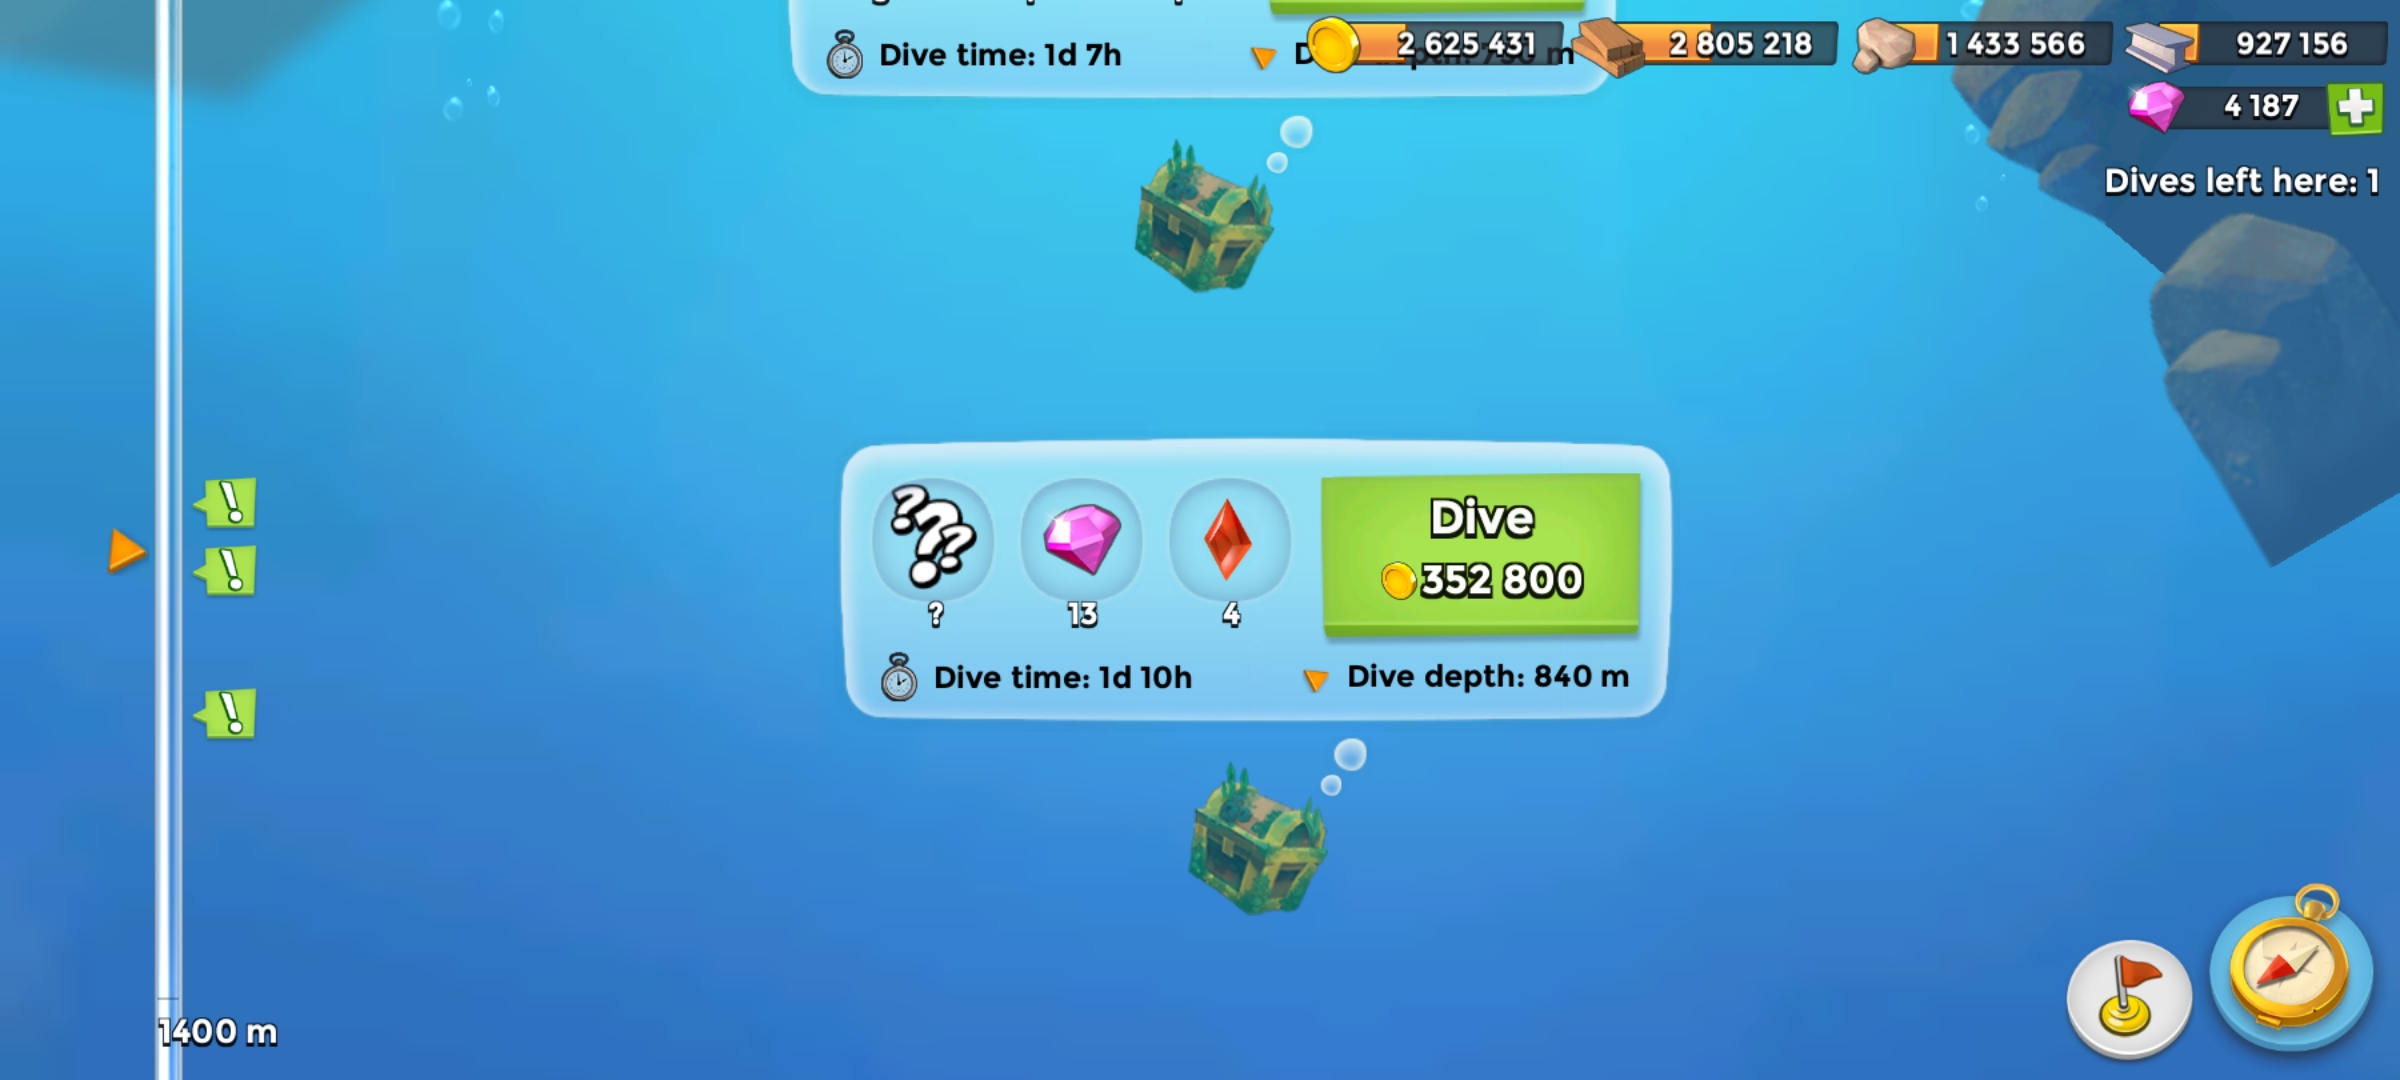 Dive time: 1d 7h
2 625 431
2 805 218
1 433 566
927 156
4 187
Dives left here: 1
?
13
4
Dive
352 800
Dive time: 1d 10h
Dive depth: 840 m
1400 m